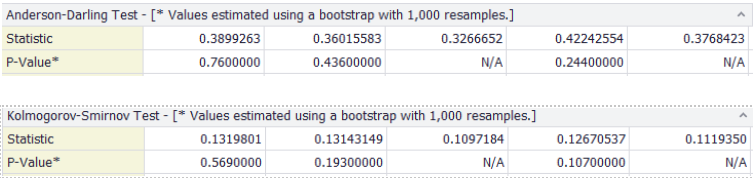 Anderson-Darling Test - [* Values estimated using a bootstrap with 1,000 resamples.]
Statistic 0.3899263 0.36015583 0.3266652 0.42242554 0.3768423
P-Value* 0.7600000 0.43600000 N/A 0.24400000 N/A
Kolmogorov-Smirnov Test - [* Values estimated using a bootstrap with 1,000 resamples.]
Statistic 0.1319801 0.13143149 0.1097184 0.12670537 0.1119350
P-Value* 0.5690000 0.19300000 N/A 0.10700000 N/A